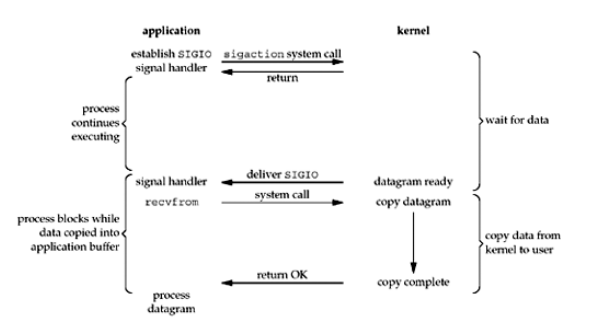 application kernel
establish SIGIO sigaction system call
signal handler
return
process
continues
executing
wait for data
deliver SIGIO
signal handler datagram ready
system call
recvfrom copy datagram
process blocks while
data copied into
application buffer
copy data from
kernel to user
return OK
copy complete
process
datagram